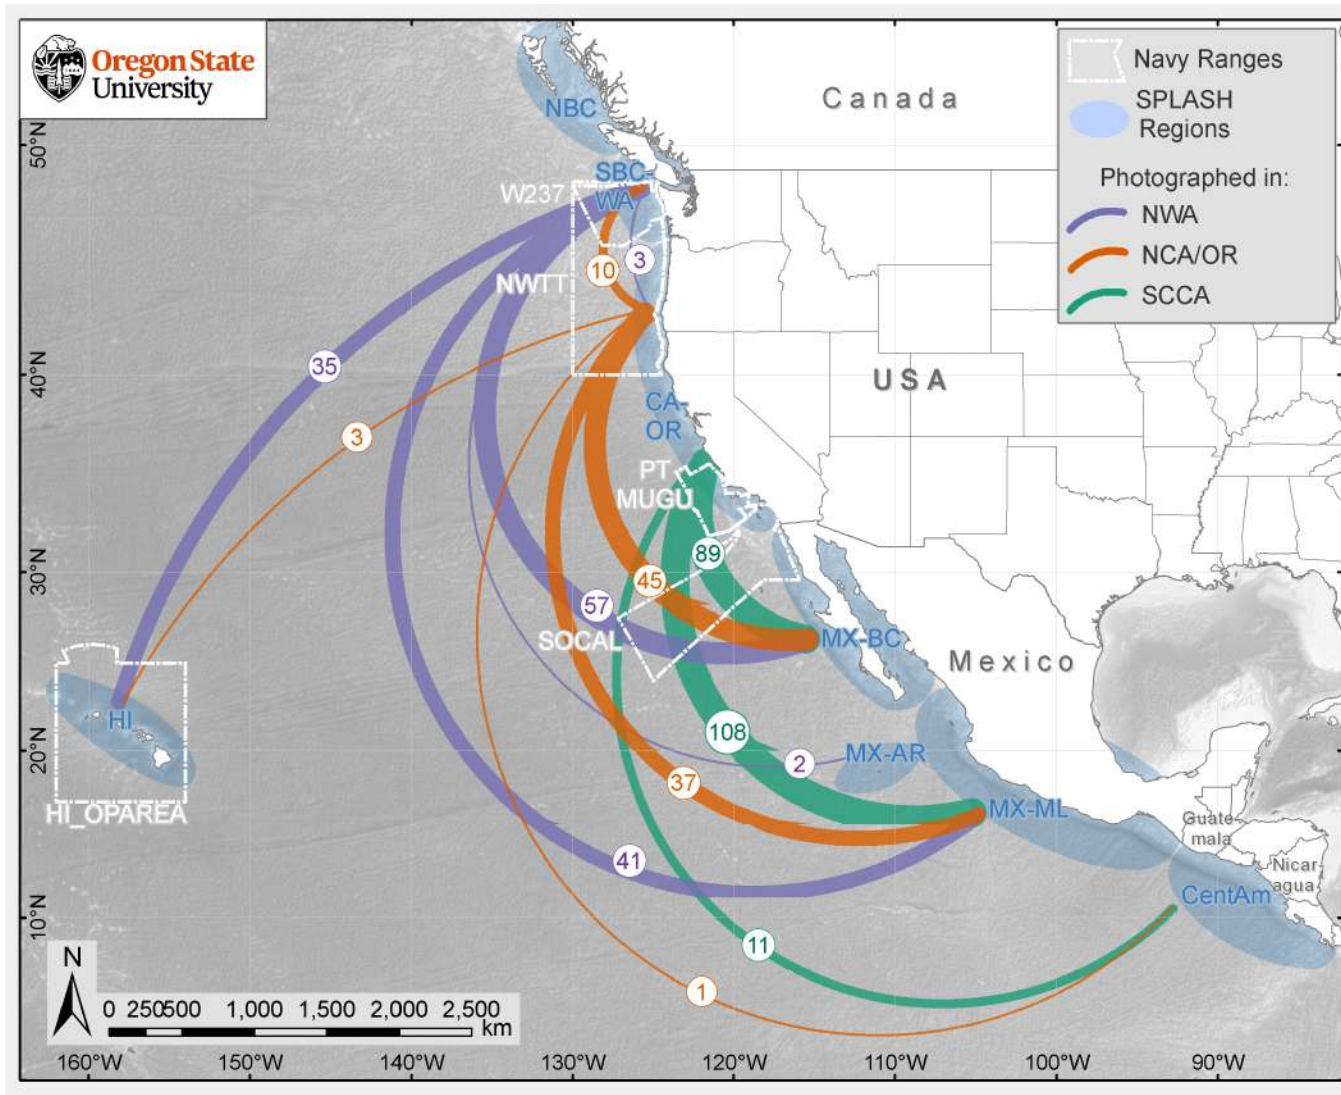 Oregon State
University
Navy Ranges
SPLASH
Regions
Photographed in:
NWA
NCA/OR
SCCA
Canada
NBC
50°N
SBC-
WA
W237
10
3
NWTT
35
40°N
USA
3
CA-
OR
PT
MUGU
89
30°N
45
57
SOCAL
MX-BC
Mexico
HI
108
20°N
MX-AR
2
37
HI_OPAREA
MX-ML
Guate-
mala
41
Nicar-
agua
CentAm
10°N
11
N
1
0 250500 1,000 1,500 2,000 2,500
km
160°W 150°W 140°W 130°W 120°W 110°W 100°W 90°W